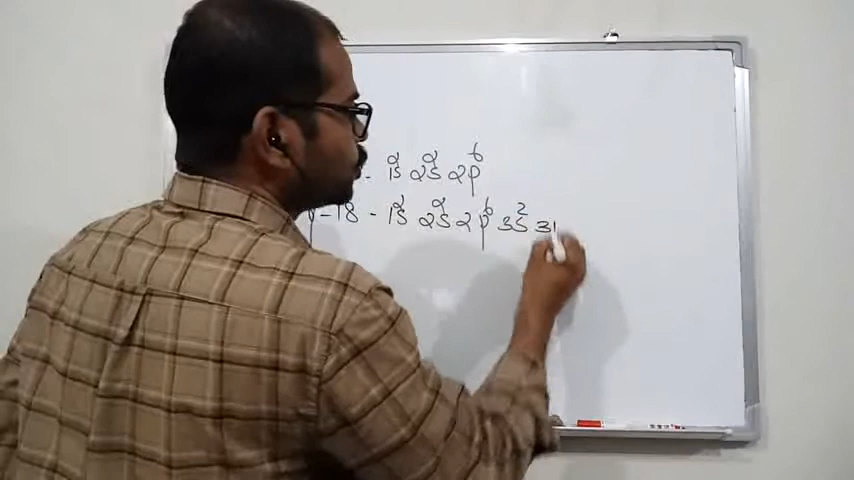 - 1s² 2s² 2p⁶
- 18 - 1s² 2s² 2p⁶ 3s² 3